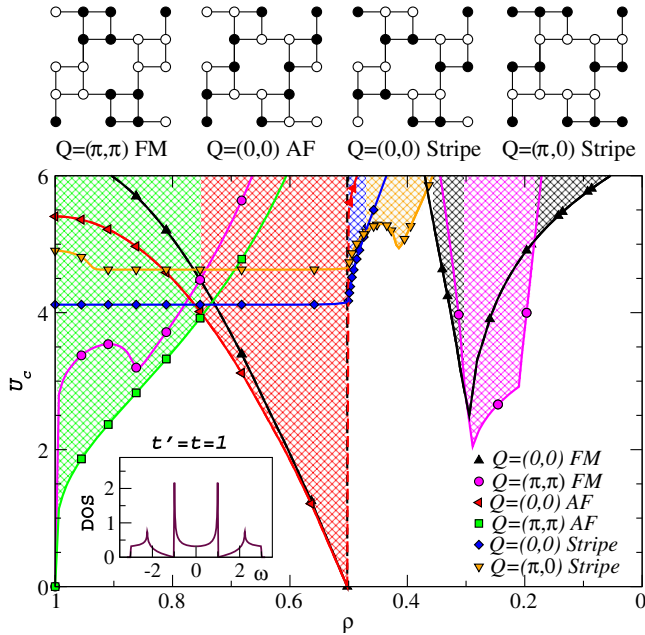 Q=(π,π) FM Q=(0,0) AF Q=(0,0) Stripe Q=(π,0) Stripe
6
4
2
0
U_c
t'=t=1
DOS
2
1
0
-2 0 2 ω
Q=(0,0) FM
Q=(π,π) FM
Q=(0,0) AF
Q=(π,π) AF
Q=(0,0) Stripe
Q=(π,0) Stripe
1 0.8 0.6 0.4 0.2 0
ρ